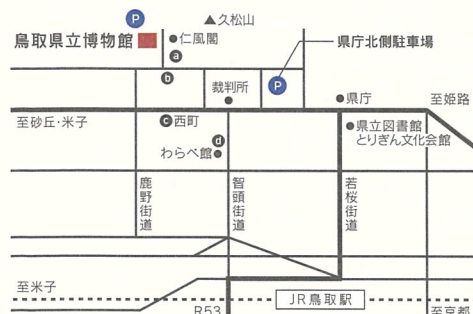 P
▲久松山
鳥取県立博物館
仁風閣
a
P
県庁北側駐車場
b
裁判所
県庁
至姫路
至砂丘・米子
c 西町
県立図書館
とりぎん文化会館
d
わらべ館
鹿野街道
智頭街道
若桜街道
至米子
JR鳥取駅
R53
至京都